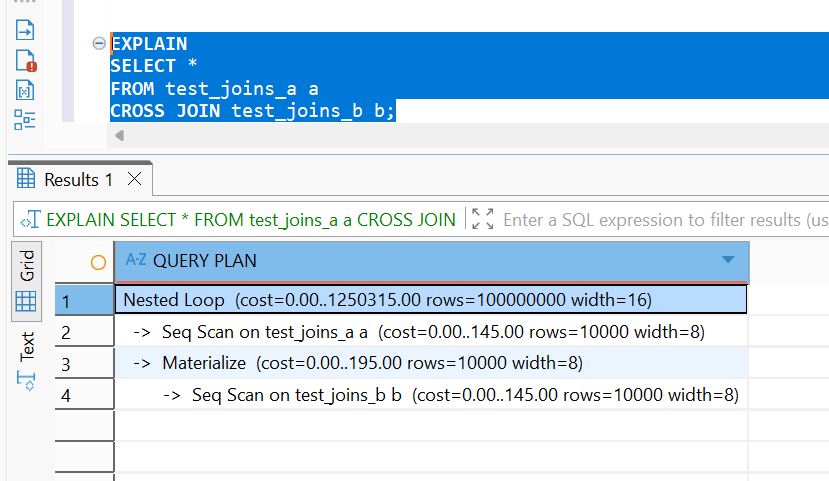 EXPLAIN
SELECT *
FROM test_joins_a a
CROSS JOIN test_joins_b b;
Results 1
EXPLAIN SELECT * FROM test_joins_a a CROSS JOIN
Enter a SQL expression to filter results (us
Grid
Text
A-Z QUERY PLAN
1 Nested Loop (cost=0.00..1250315.00 rows=100000000 width=16)
2 -> Seq Scan on test_joins_a a (cost=0.00..145.00 rows=10000 width=8)
3 -> Materialize (cost=0.00..195.00 rows=10000 width=8)
4 -> Seq Scan on test_joins_b b (cost=0.00..145.00 rows=10000 width=8)